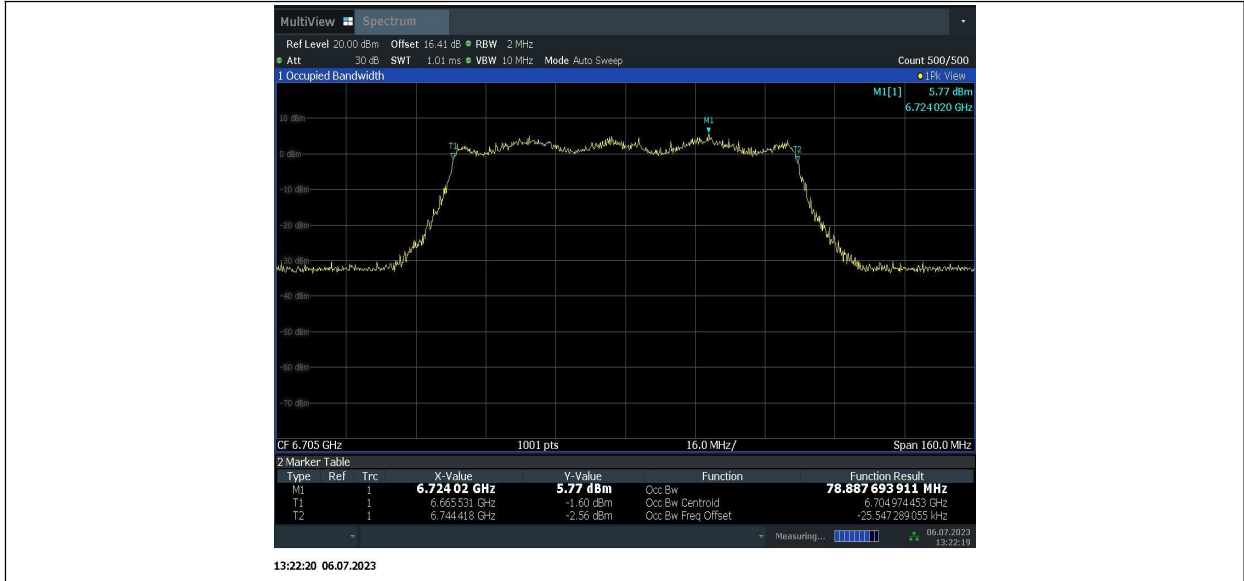 MultiView Spectrum
Ref Level 20.00 dBm Offset 16.41 dB RBW 2 MHz
Att 30 dB SWT 1.01 ms VBW 10 MHz Mode Auto Sweep Count 500/500
1 Occupied Bandwidth 1Pk View
M1[1] 5.77 dBm
6.724020 GHz
10 dBm
M1
T1
T2
0 dBm
-10 dBm
-20 dBm
-30 dBm
-40 dBm
-50 dBm
-60 dBm
-70 dBm
CF 6.705 GHz 1001 pts 16.0 MHz/ Span 160.0 MHz
2 Marker Table
Type Ref Trc X-Value Y-Value Function Function Result
M1 1 6.724 02 GHz 5.77 dBm Occ Bw 78.887 693 911 MHz
T1 1 6.665 531 GHz -1.60 dBm Occ Bw Centroid 6.704 974 453 GHz
T2 1 6.744 418 GHz -2.56 dBm Occ Bw Freq Offset -25.547 289 055 kHz
Measuring... 06.07.2023
13:22:19
13:22:20 06.07.2023